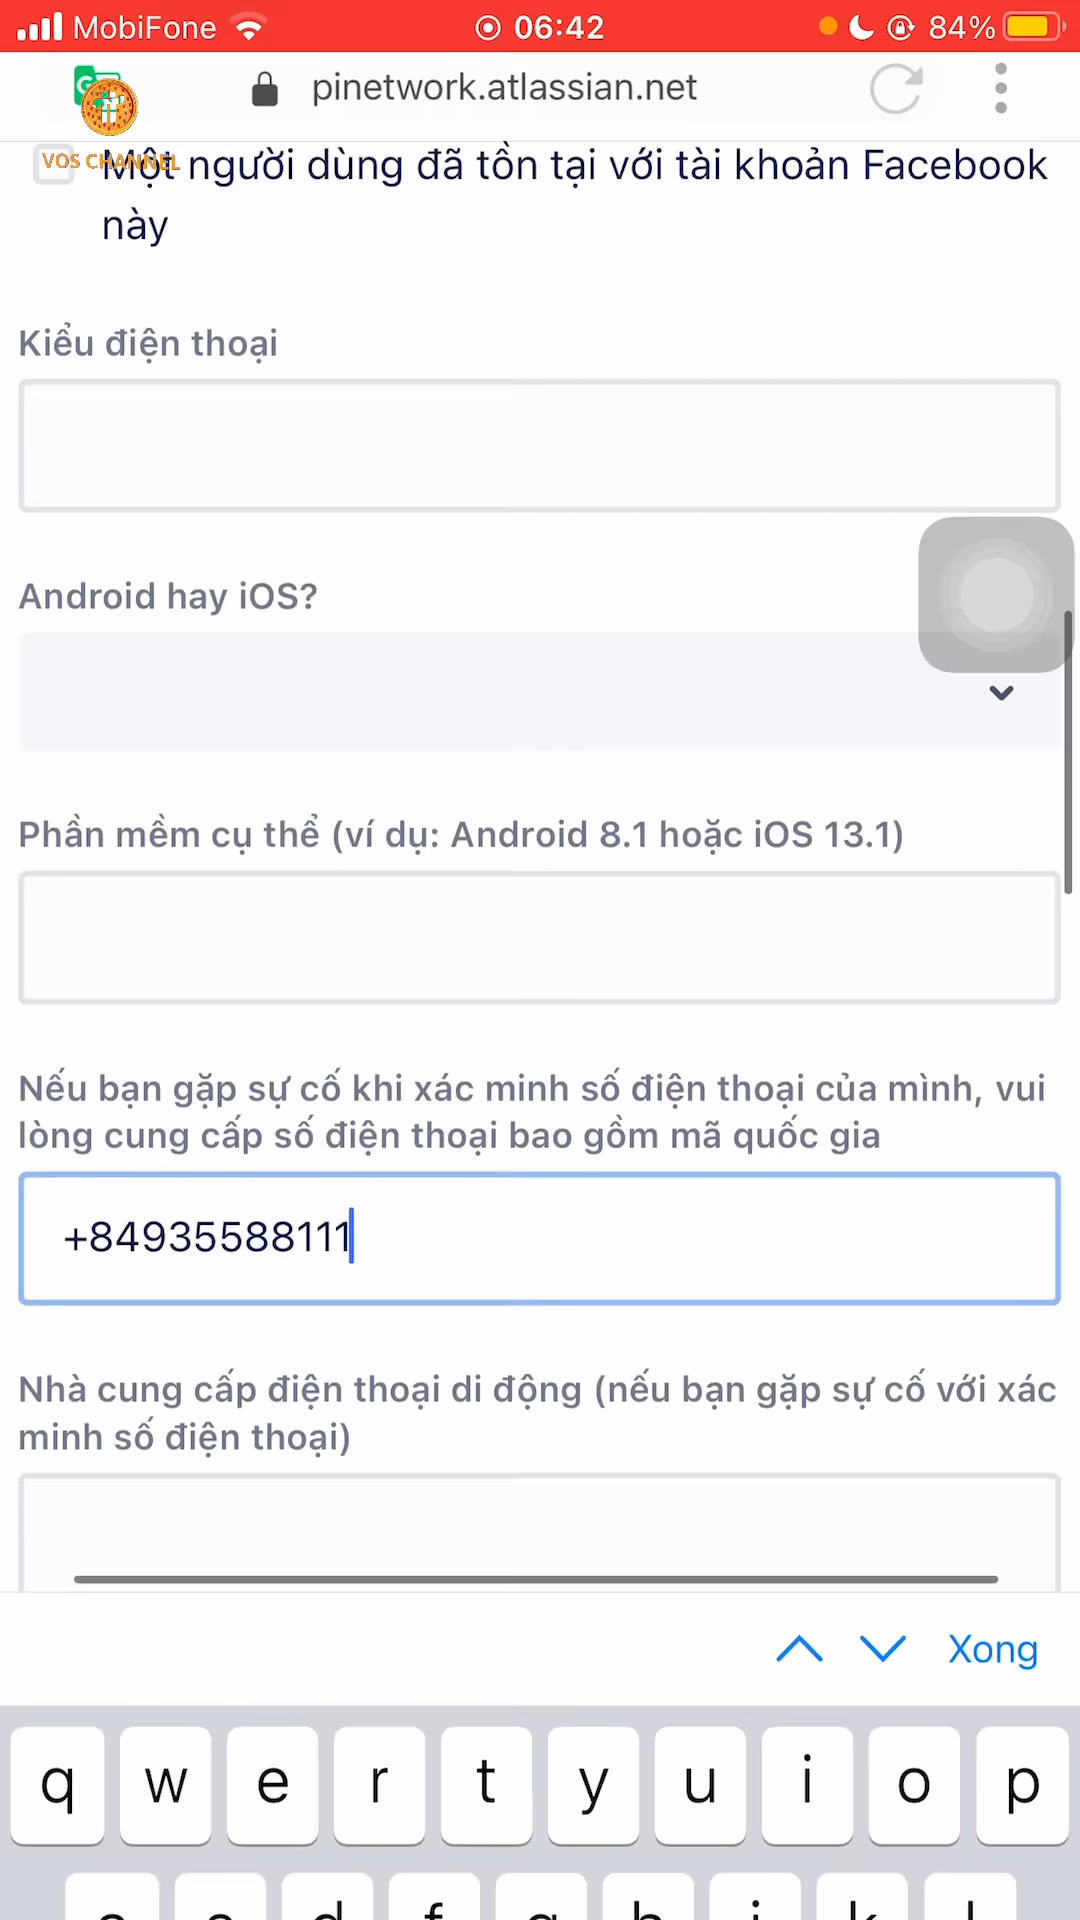 MobiFone 06:42 84%
pinetwork.atlassian.net
VOS CHANNEL
Một người dùng đã tồn tại với tài khoản Facebook
này
Kiểu điện thoại
Android hay iOS?
Phần mềm cụ thể (ví dụ: Android 8.1 hoặc iOS 13.1)
Nếu bạn gặp sự cố khi xác minh số điện thoại của mình, vui
lòng cung cấp số điện thoại bao gồm mã quốc gia
+84935588111
Nhà cung cấp điện thoại di động (nếu bạn gặp sự cố với xác
minh số điện thoại)
Xong
q w e r t y u i o p